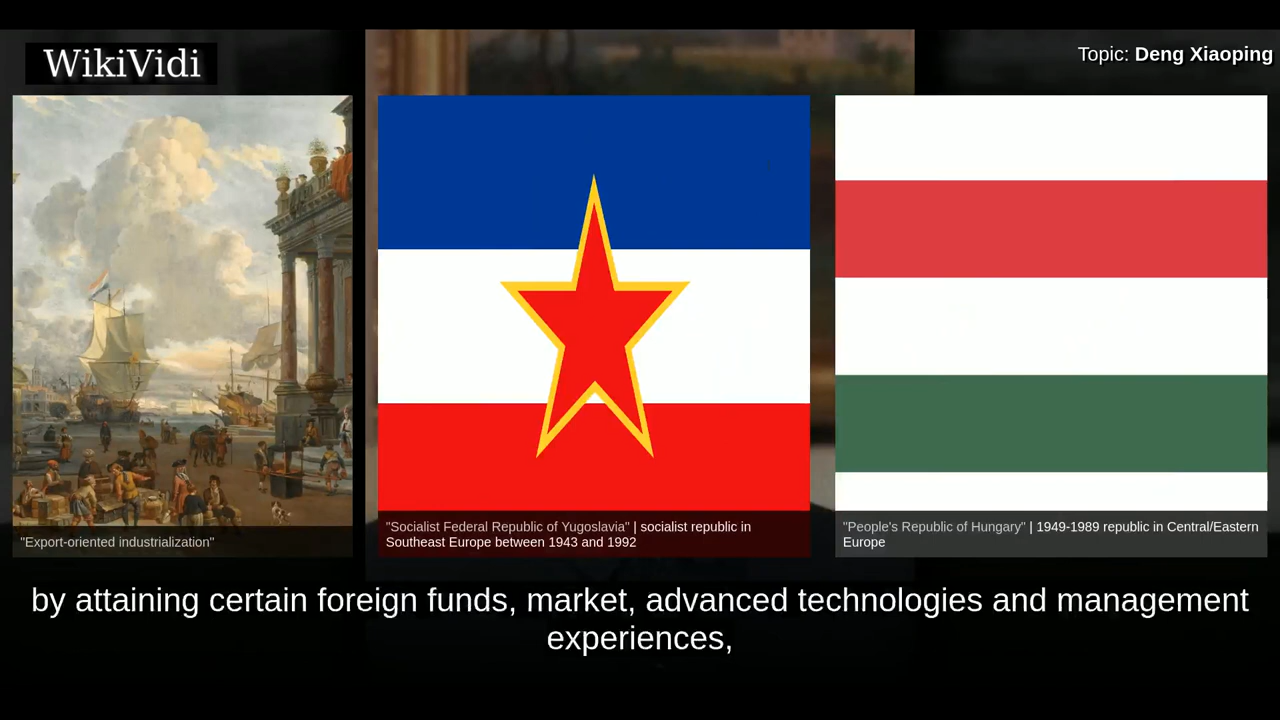 WikiVidi
Topic: Deng Xiaoping
"Export-oriented industrialization"
"Socialist Federal Republic of Yugoslavia" | socialist republic in
Southeast Europe between 1943 and 1992
"People's Republic of Hungary" | 1949-1989 republic in Central/Eastern
Europe
by attaining certain foreign funds, market, advanced technologies and management
experiences,